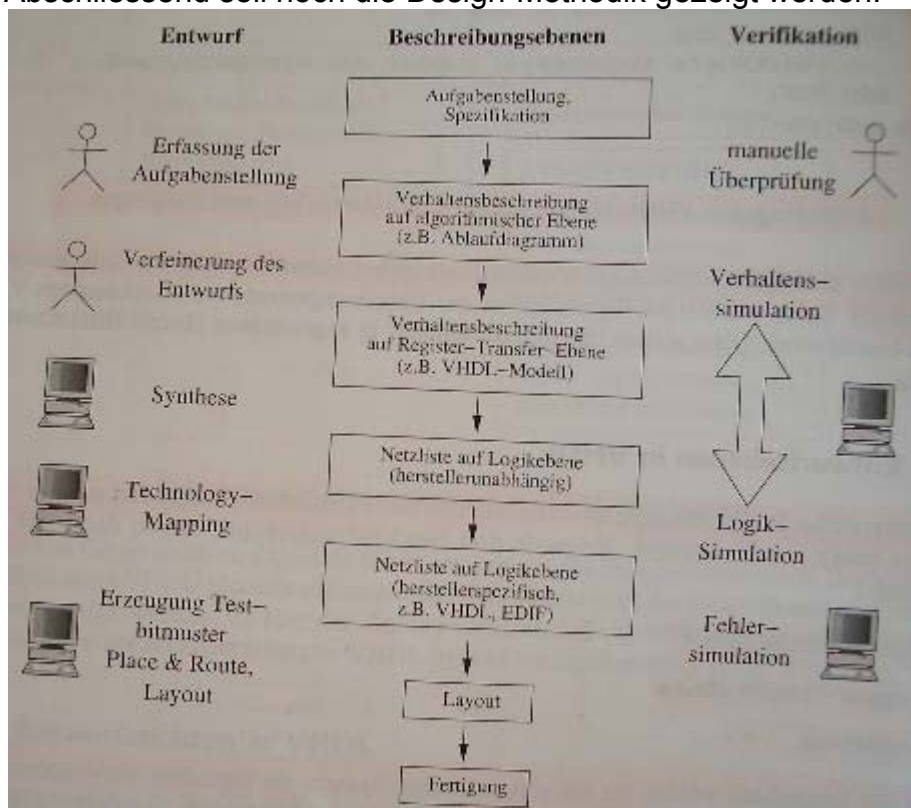 Abschliessend soll noch die Design-Methodik gezeigt werden.
Entwurf
Beschreibungsebenen
Verifikation
Aufgabenstellung,
Spezifikation
Erfassung der
Aufgabenstellung
manuelle
Überprüfung
Verhaltensbeschreibung
auf algorithmischer Ebene
(z.B. Ablaufdiagramm)
Verfeinerung des
Entwurfs
Verhaltens-
simulation
Verhaltensbeschreibung
auf Register-Transfer-Ebene
(z.B. VHDL-Modell)
Synthese
Netzliste auf Logikebene
(herstellerunabhängig)
Technology-
Mapping
Logik-
Simulation
Netzliste auf Logikebene
(herstellerspezifisch,
z.B. VHDL, EDIF)
Erzeugung Test-
bitmuster
Place & Route,
Layout
Fehler-
simulation
Layout
Fertigung